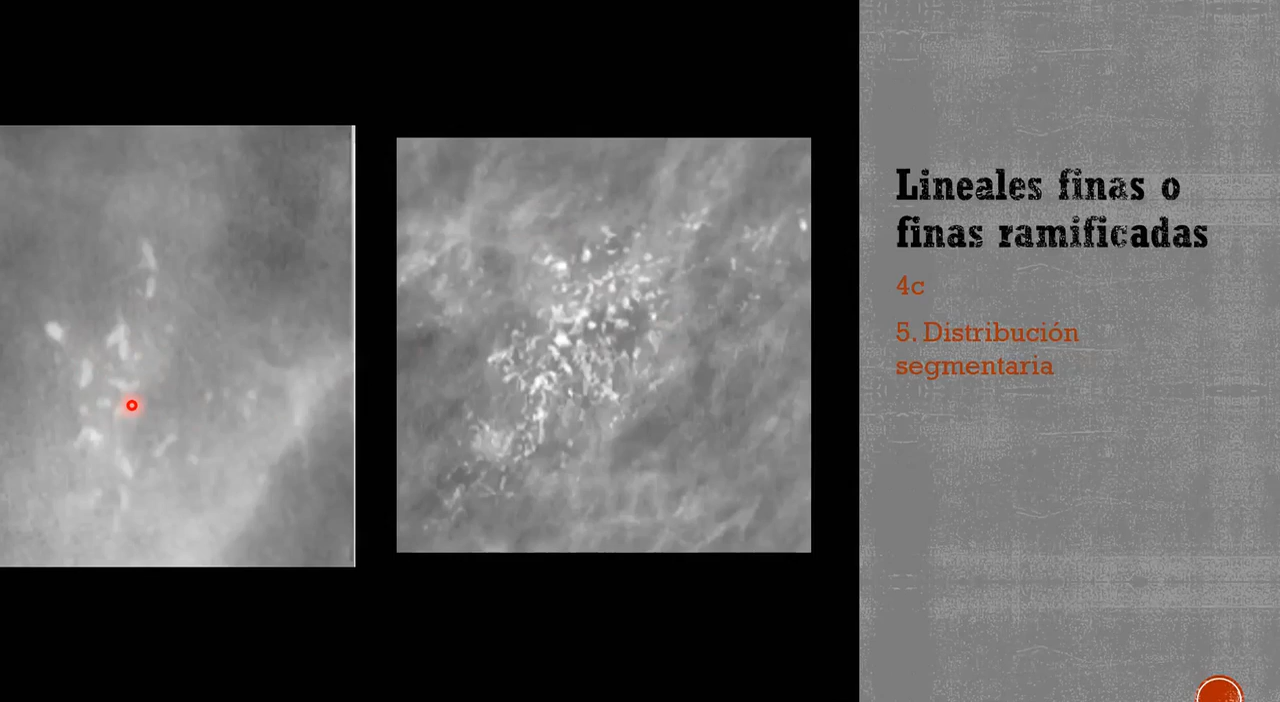 Lineales finas o
finas ramificadas
4c
5. Distribución
segmentaria